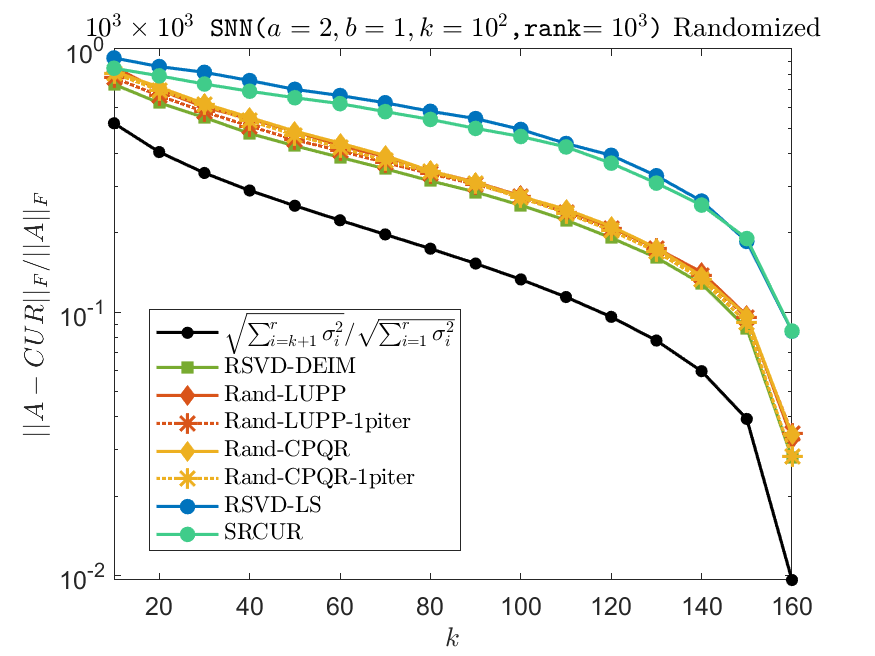 10³ × 10³ SNN(a = 2, b = 1, k = 10²,rank= 10³) Randomized
10⁰
10⁻¹
10⁻²
||A − CUR||_F/||A||_F
√∑_{i=k+1}^r σ_i²/√∑_{i=1}^r σ_i²
RSVD-DEIM
Rand-LUPP
Rand-LUPP-1piter
Rand-CPQR
Rand-CPQR-1piter
RSVD-LS
SRCUR
20 40 60 80 100 120 140 160
k